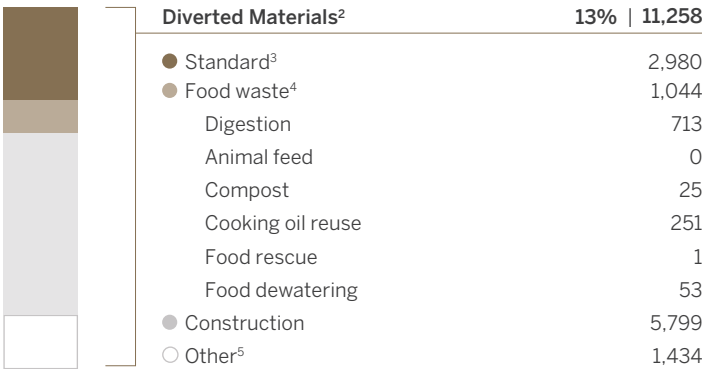 Diverted Materials² 13% | 11,258
Standard³ 2,980
Food waste⁴ 1,044
Digestion 713
Animal feed 0
Compost 25
Cooking oil reuse 251
Food rescue 1
Food dewatering 53
Construction 5,799
Other⁵ 1,434